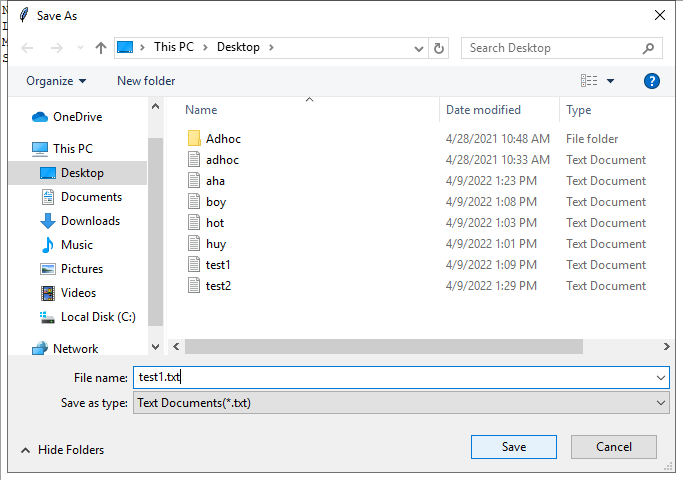 Save As
This PC
Desktop
Search Desktop
Organize
New folder
?
OneDrive
This PC
Desktop
Documents
Downloads
Music
Pictures
Videos
Local Disk (C:)
Network
Name Date modified Type
Adhoc 4/28/2021 10:48 AM File folder
adhoc 4/28/2021 10:33 AM Text Document
aha 4/9/2022 1:23 PM Text Document
boy 4/9/2022 1:08 PM Text Document
hot 4/9/2022 1:03 PM Text Document
huy 4/9/2022 1:01 PM Text Document
test1 4/9/2022 1:09 PM Text Document
test2 4/9/2022 1:29 PM Text Document
File name: test1.txt
Save as type: Text Documents(*.txt)
Hide Folders
Save
Cancel